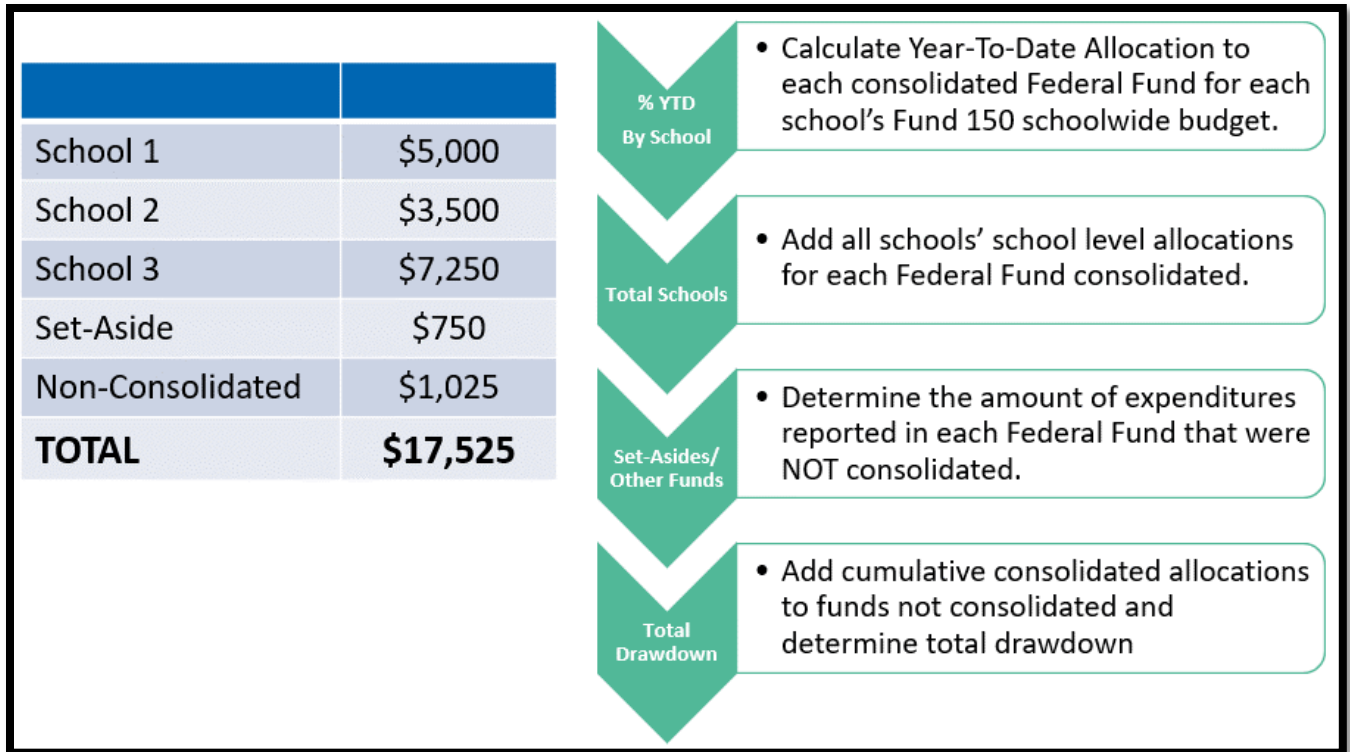 School 1 $5,000
School 2 $3,500
School 3 $7,250
Set-Aside $750
Non-Consolidated $1,025
TOTAL $17,525
% YTD
By School
• Calculate Year-To-Date Allocation to
each consolidated Federal Fund for each
school's Fund 150 schoolwide budget.
Total Schools
• Add all schools' school level allocations
for each Federal Fund consolidated.
Set-Asides/
Other Funds
• Determine the amount of expenditures
reported in each Federal Fund that were
NOT consolidated.
Total
Drawdown
• Add cumulative consolidated allocations
to funds not consolidated and
determine total drawdown